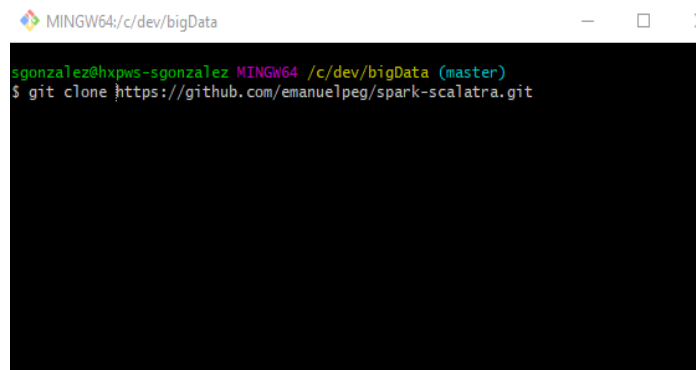 MINGW64:/c/dev/bigData
sgonzalez@hxpws-sgonzalez MINGW64 /c/dev/bigData (master)
$ git clone https://github.com/emanuelpeg/spark-scalatra.git